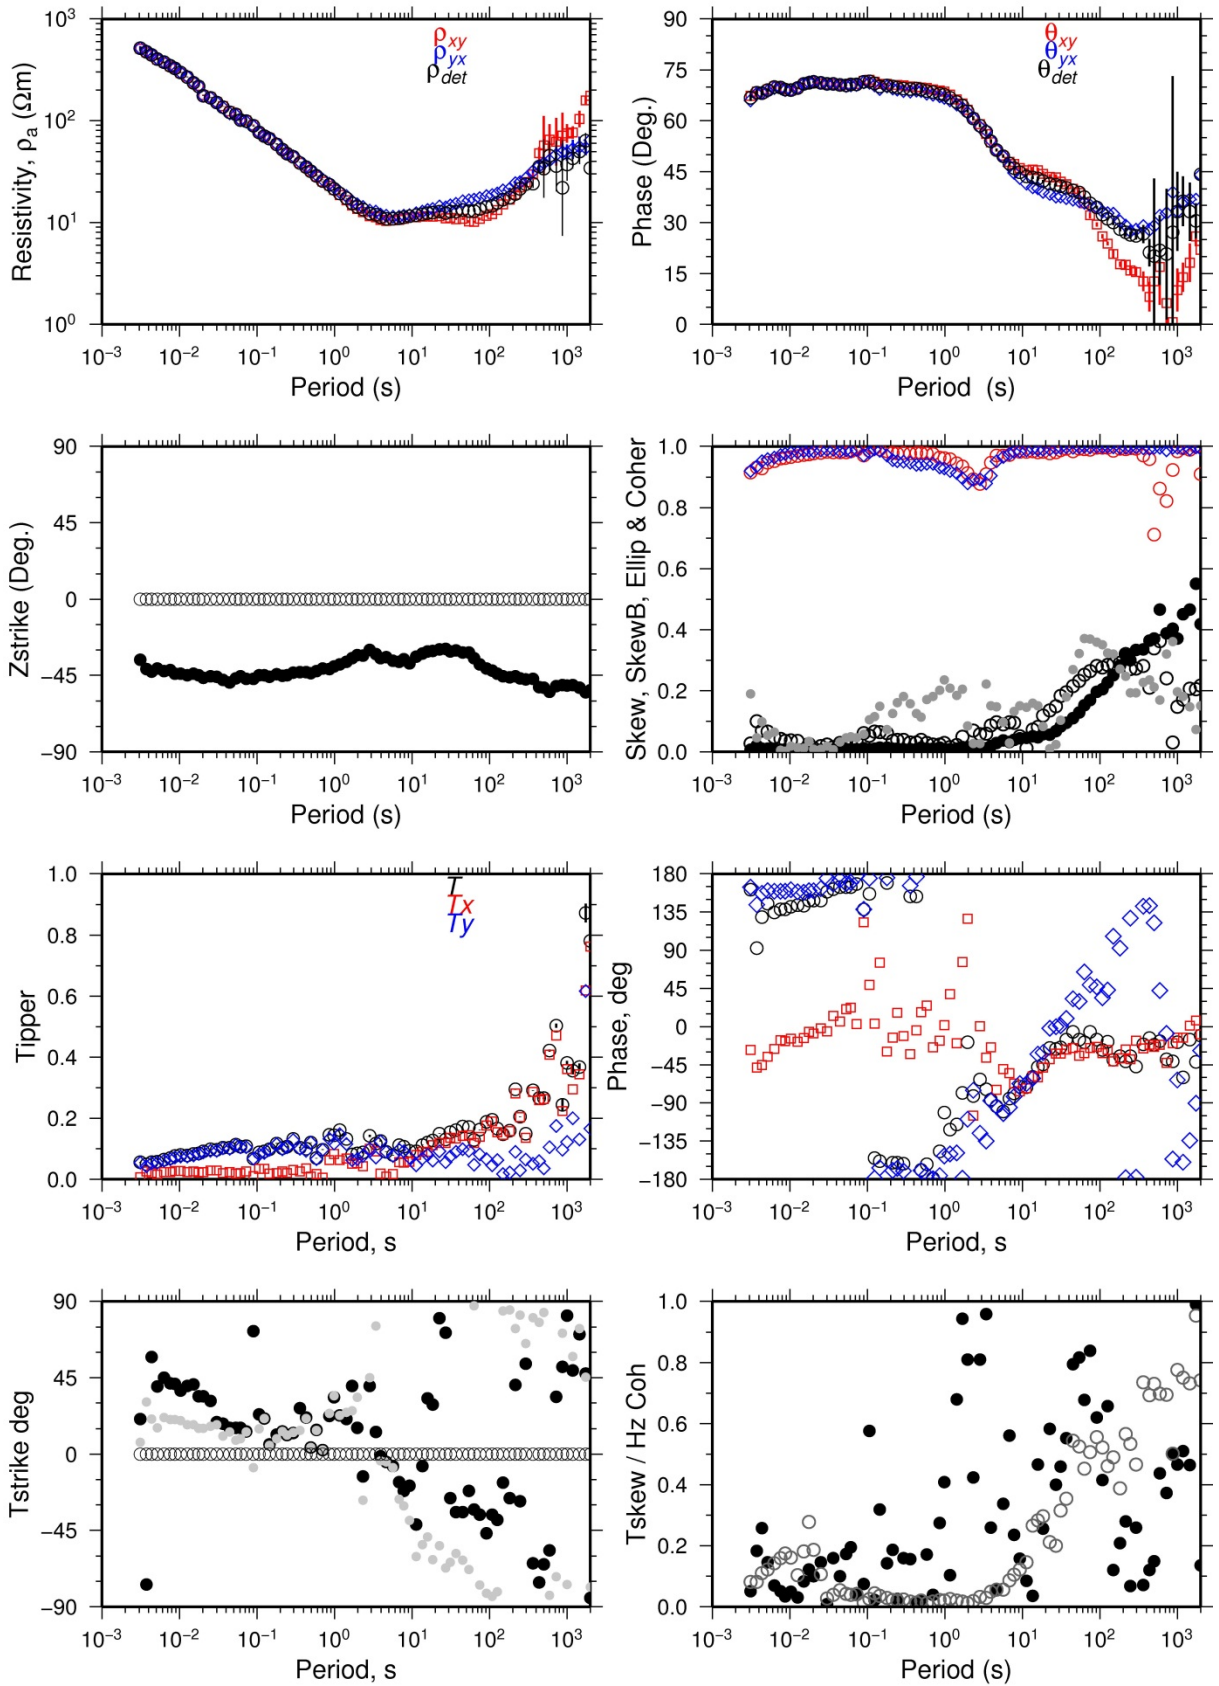 10³
10²
10¹
10⁰
Resistivity, ρₐ (Ωm)
ρxy
ρyx
ρdet
10⁻³ 10⁻² 10⁻¹ 10⁰ 10¹ 10² 10³
Period (s)
90
75
60
45
30
15
0
Phase (Deg.)
θxy
θyx
θdet
10⁻³ 10⁻² 10⁻¹ 10⁰ 10¹ 10² 10³
Period (s)
90
45
0
−45
−90
Zstrike (Deg.)
10⁻³ 10⁻² 10⁻¹ 10⁰ 10¹ 10² 10³
Period (s)
1.0
0.8
0.6
0.4
0.2
0.0
Skew, SkewB, Ellip & Coher
10⁻³ 10⁻² 10⁻¹ 10⁰ 10¹ 10² 10³
Period (s)
1.0
0.8
0.6
0.4
0.2
0.0
Tipper
T
Tx
Ty
10⁻³ 10⁻² 10⁻¹ 10⁰ 10¹ 10² 10³
Period, s
180
135
90
45
0
−45
−90
−135
−180
Phase, deg
10⁻³ 10⁻² 10⁻¹ 10⁰ 10¹ 10² 10³
Period, s
90
45
0
−45
−90
Tstrike deg
10⁻³ 10⁻² 10⁻¹ 10⁰ 10¹ 10² 10³
Period, s
1.0
0.8
0.6
0.4
0.2
0.0
Tskew / Hz Coh
10⁻³ 10⁻² 10⁻¹ 10⁰ 10¹ 10² 10³
Period (s)